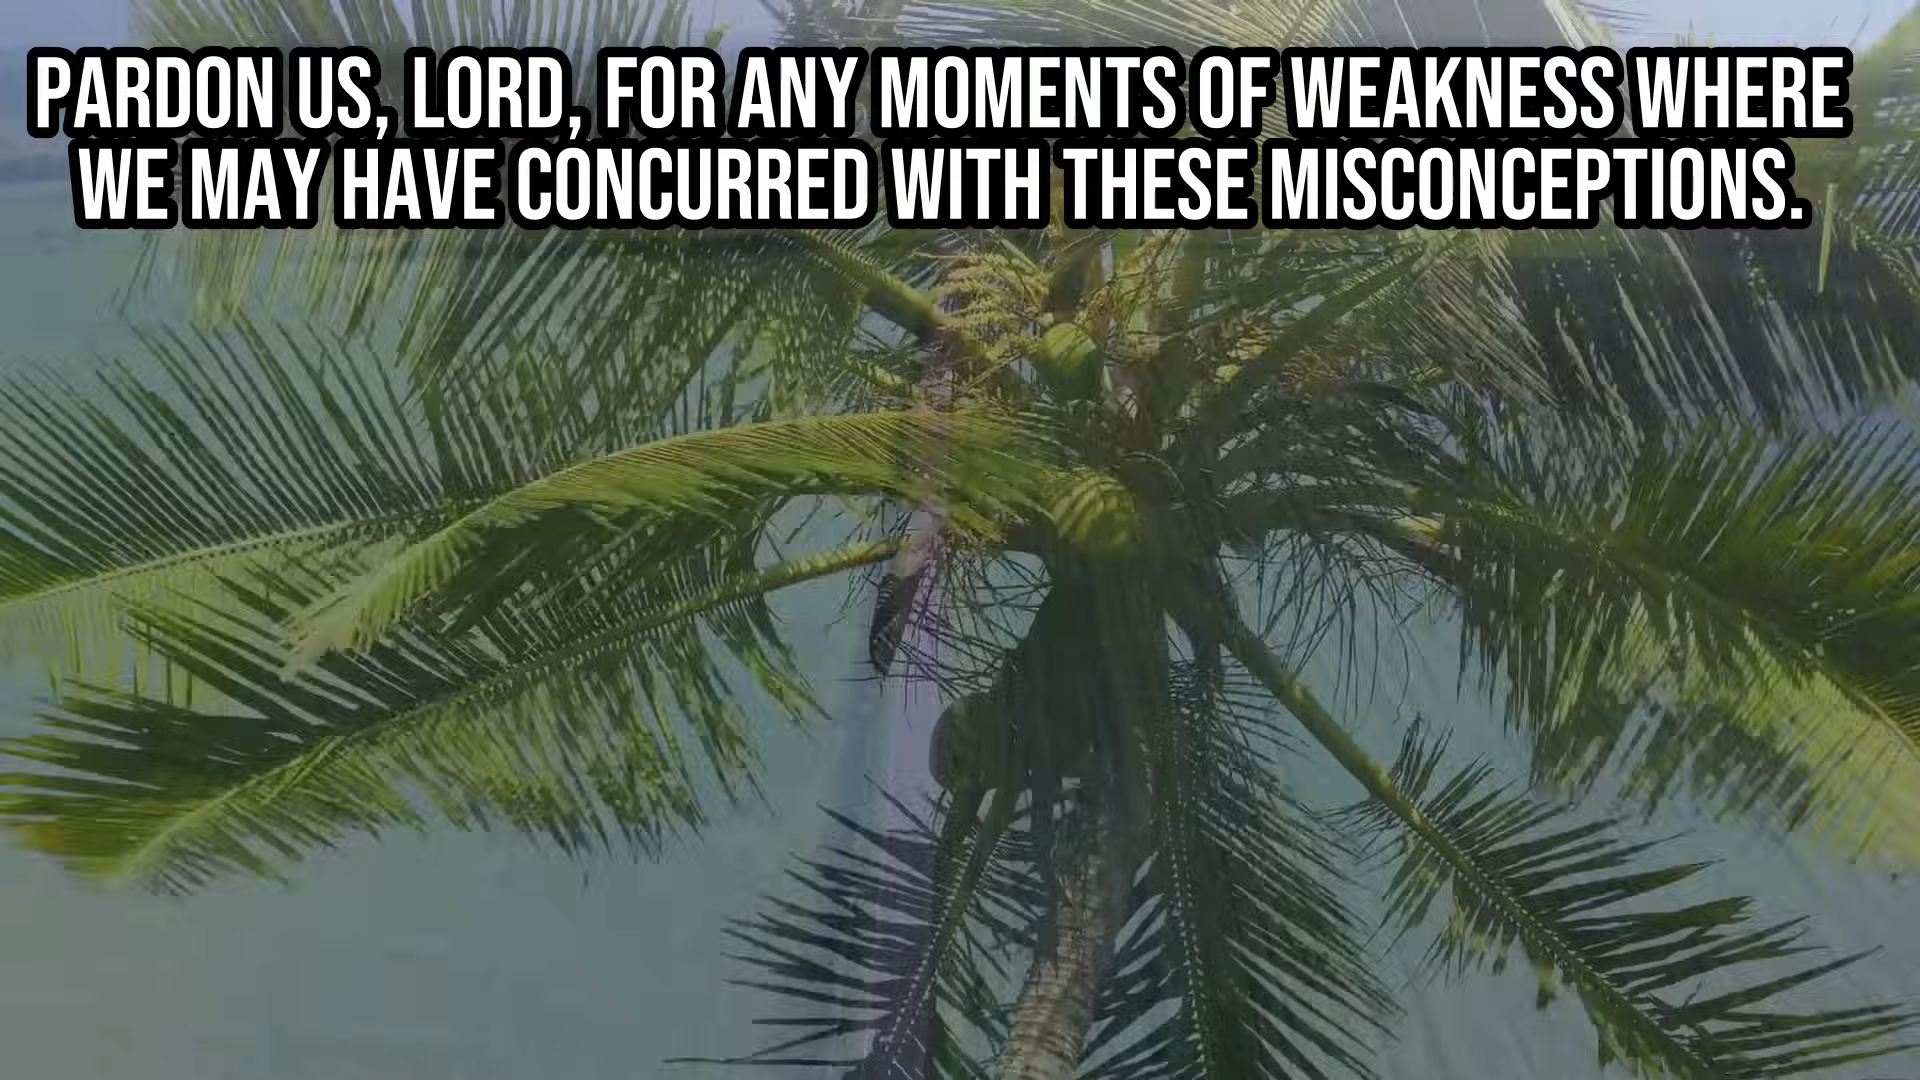 PARDON US, LORD, FOR ANY MOMENTS OF WEAKNESS WHERE
WE MAY HAVE CONCURRED WITH THESE MISCONCEPTIONS.